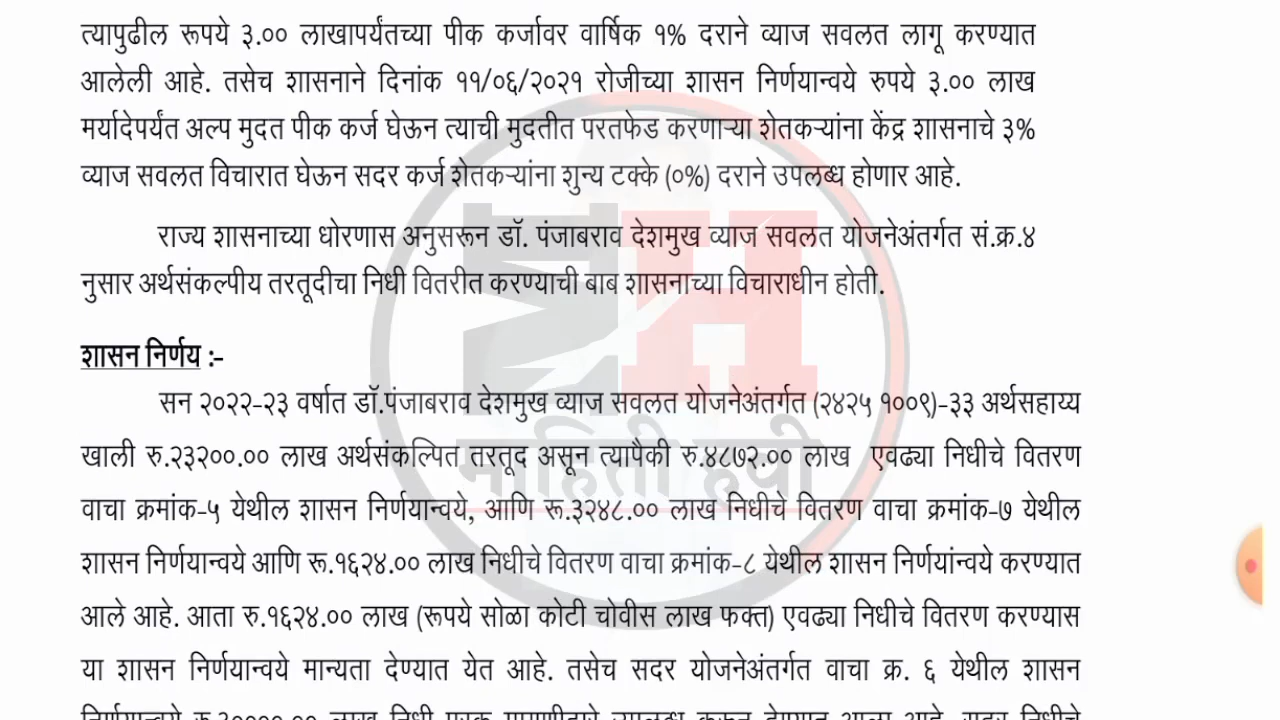 त्यापुढील रूपये ३.०० लाखापर्यंतच्या पीक कर्जावर वार्षिक १% दराने व्याज सवलत लागू करण्यात
आलेली आहे. तसेच शासनाने दिनांक ११/०६/२०२१ रोजीच्या शासन निर्णयान्वये रुपये ३.०० लाख
मर्यादेपर्यंत अल्प मुदत पीक कर्ज घेऊन त्याची मुदतीत परतफेड करणाऱ्या शेतकऱ्यांना केंद्र शासनाचे ३%
व्याज सवलत विचारात घेऊन सदर कर्ज शेतकऱ्यांना शुन्य टक्के (०%) दराने उपलब्ध होणार आहे.
राज्य शासनाच्या धोरणास अनुसरून डॉ. पंजाबराव देशमुख व्याज सवलत योजनेअंतर्गत सं.क्र.४
नुसार अर्थसंकल्पीय तरतूदीचा निधी वितरीत करण्याची बाब शासनाच्या विचाराधीन होती.
शासन निर्णय :-
सन २०२२-२३ वर्षात डॉ.पंजाबराव देशमुख व्याज सवलत योजनेअंतर्गत (२४२५ १००९)-३३ अर्थसहाय्य
खाली रु.२३२००.०० लाख अर्थसंकल्पित तरतूद असून त्यापैकी रु.४८७२.०० लाख एवढ्या निधीचे वितरण
वाचा क्रमांक-५ येथील शासन निर्णयान्वये, आणि रू.३२४८.०० लाख निधीचे वितरण वाचा क्रमांक-७ येथील
शासन निर्णयान्वये आणि रू.१६२४.०० लाख निधीचे वितरण वाचा क्रमांक-८ येथील शासन निर्णयांन्वये करण्यात
आले आहे. आता रु.१६२४.०० लाख (रूपये सोळा कोटी चोवीस लाख फक्त) एवढ्या निधीचे वितरण करण्यास
या शासन निर्णयान्वये मान्यता देण्यात येत आहे. तसेच सदर योजनेअंतर्गत वाचा क्र. ६ येथील शासन
MH
माहिती हवी